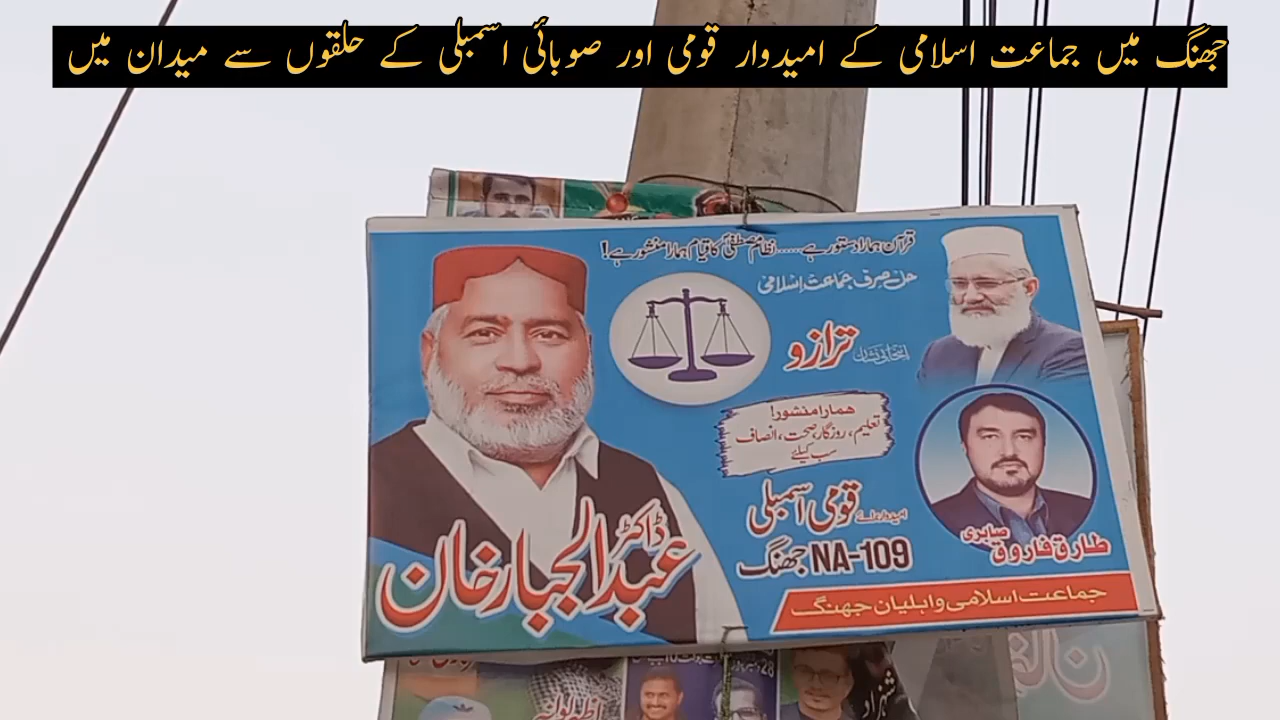 جھنگ میں جماعت اسلامی کے امیدوار قومی اور صوبائی اسمبلی کے حلقوں سے میدان میں
قرآن ہمارا دستور ہے.....نظام مصطفیٰؐ کا قیام ہمارا منشور ہے!
حل صرف جماعت اسلامی
انتخابی نشان ترازو
ہمارا منشور!
تعلیم، روزگار، صحت، انصاف
سب کیلئے
امیدوار برائے قومی اسمبلی
NA-109 جھنگ
ڈاکٹر
عبدالجبار خان
صابری
طارق فاروق
جماعت اسلامی و اہلیان جھنگ
شہزاد